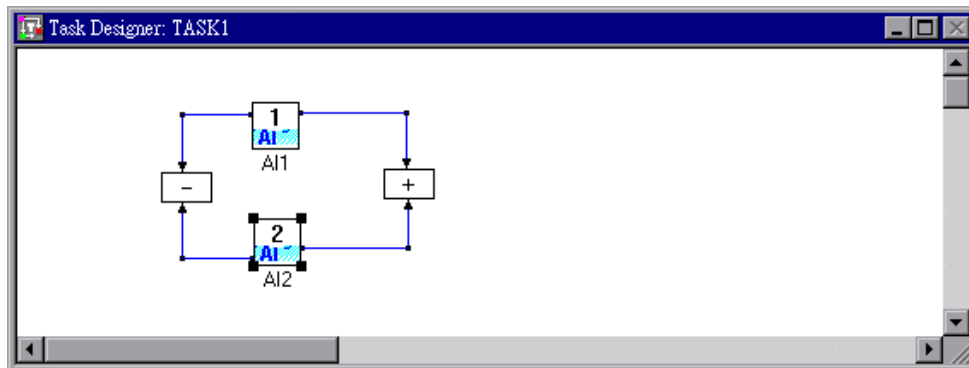 Task Designer: TASK1
1
AI
AI1
−
+
2
AI
AI2